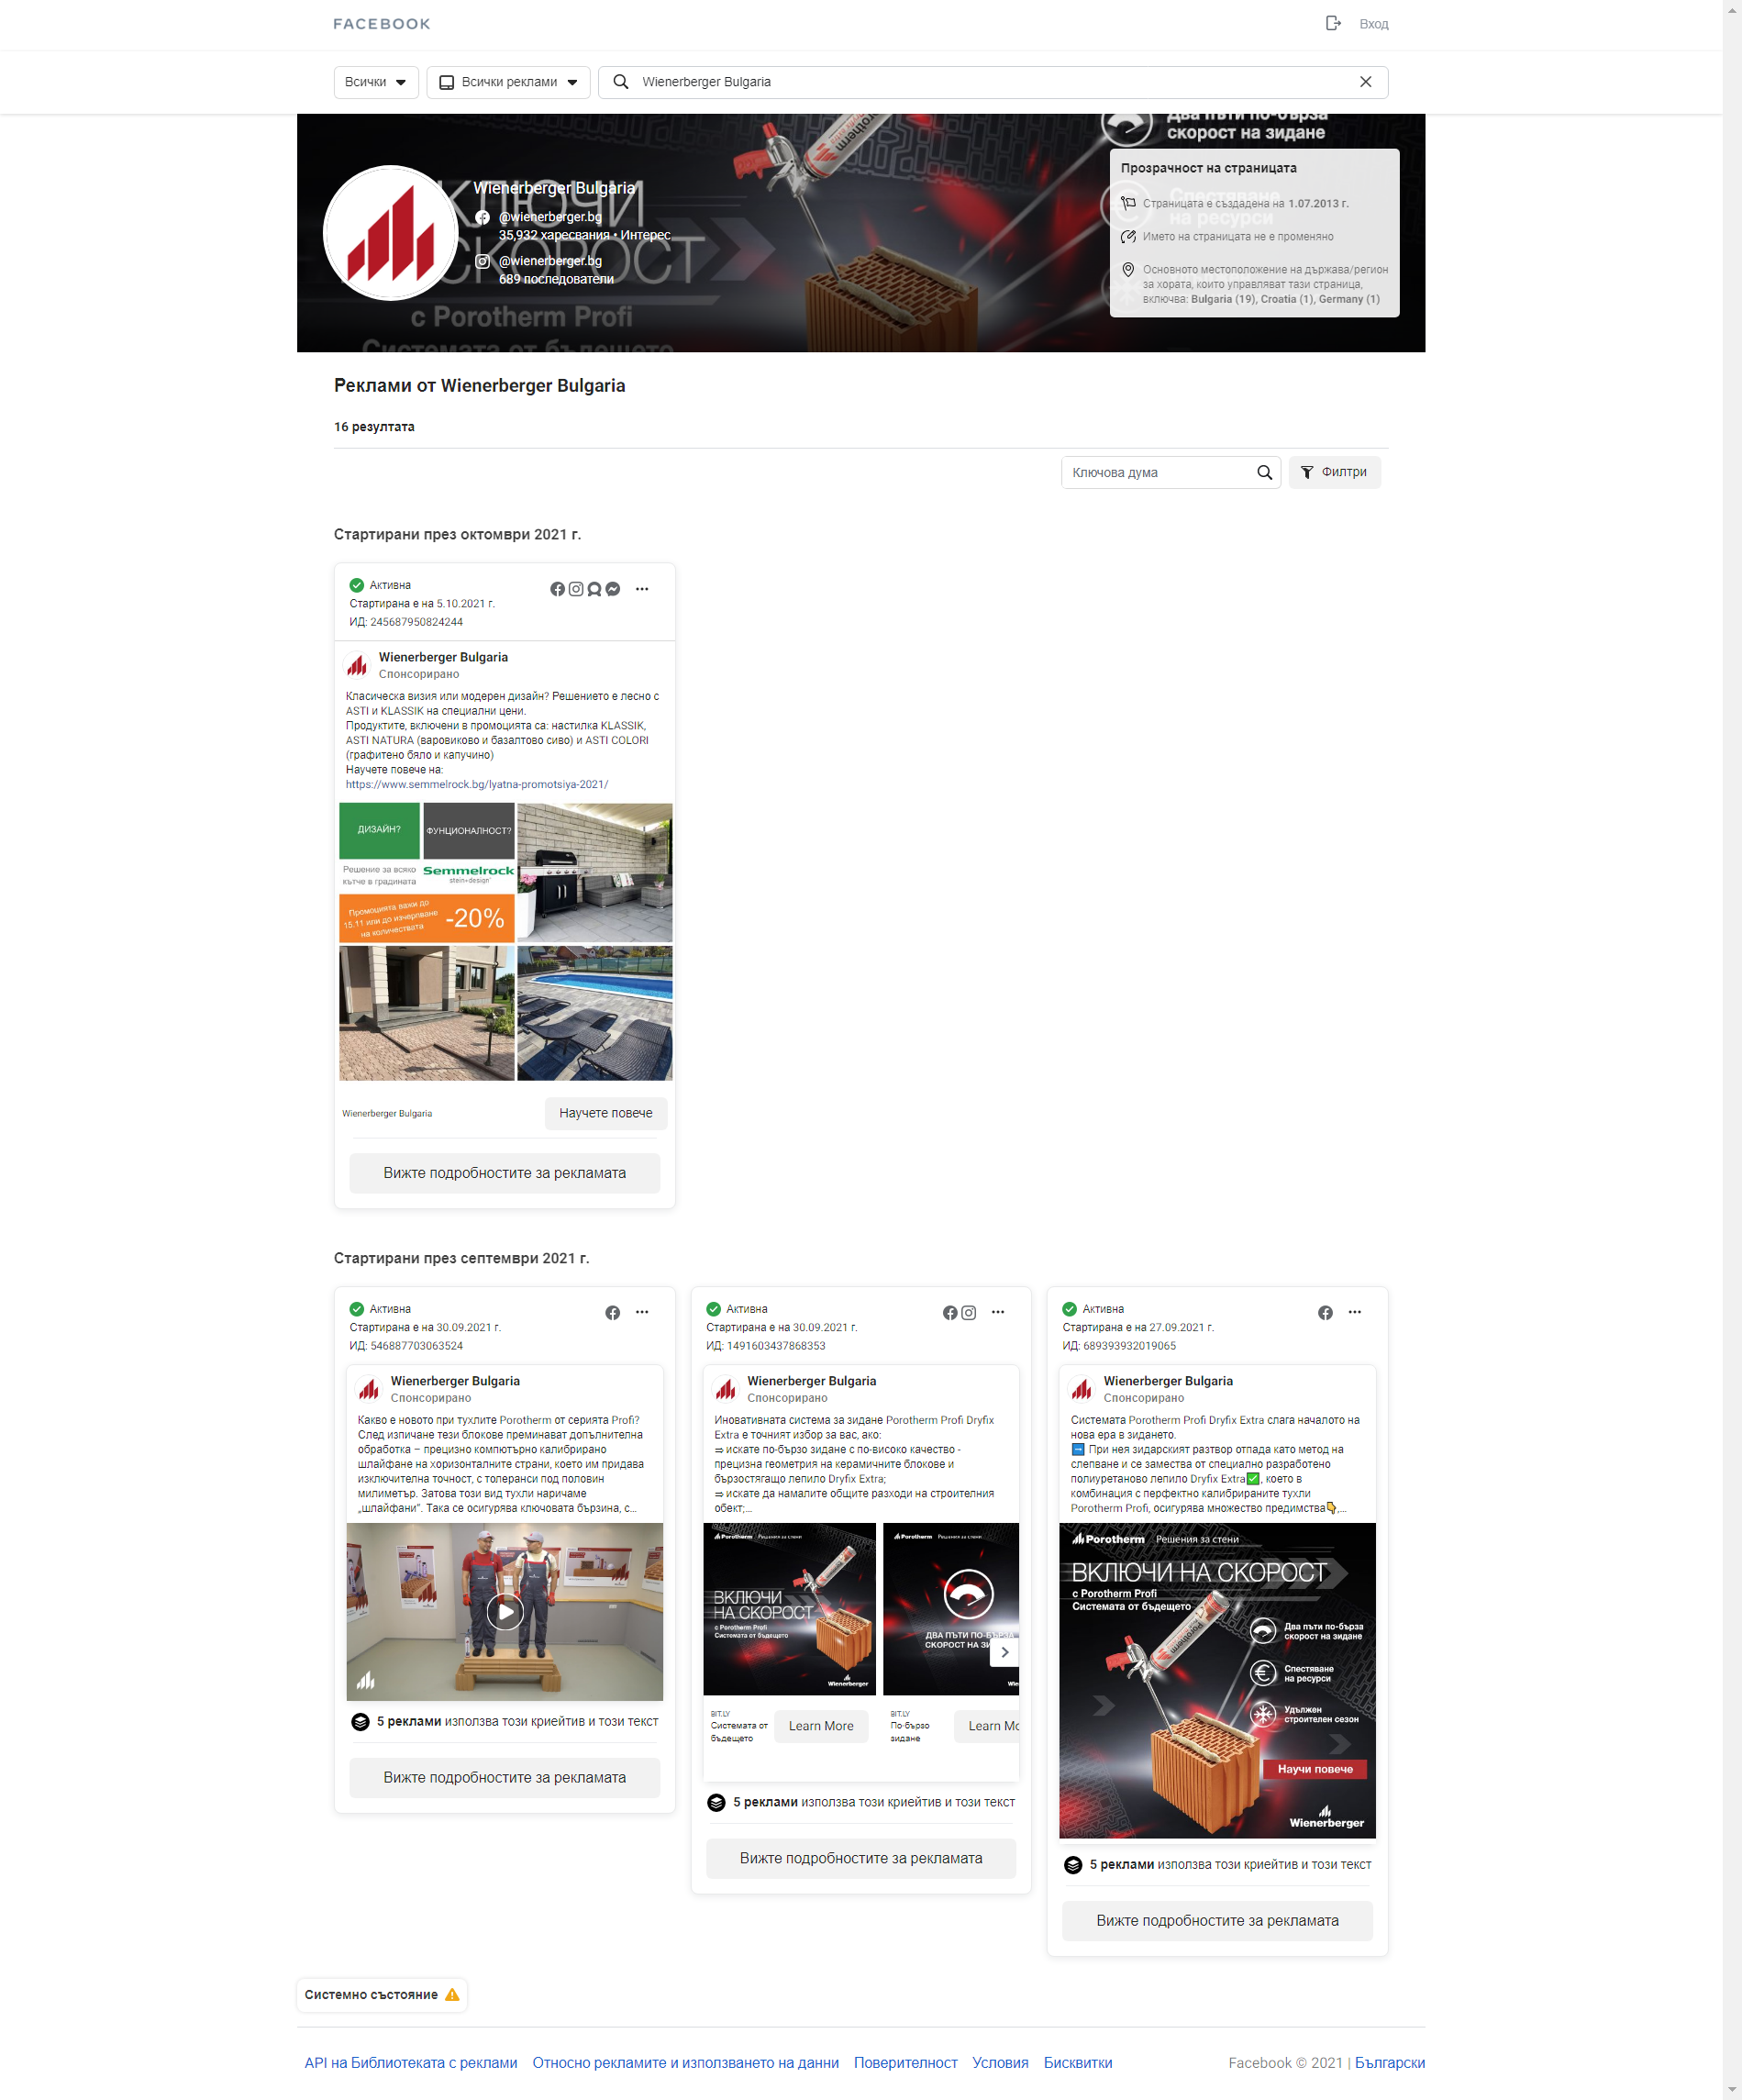 FACEBOOK
Вход
Всички
Всички реклами
Wienerberger Bulgaria
Два пъти по-бърза
скорост на зидане
Wienerberger Bulgaria
@wienerberger.bg
35,932 харесвания • Интерес
@wienerberger.bg
689 последователи
КЛЮЧИ
СКОРОСТ
с Porotherm Profi
Системата от бъдещето
Porotherm
Прозрачност на страницата
Страницата е създадена на 1.07.2013 г.
Името на страницата не е променяно
Основното местоположение на държава/регион
за хората, които управляват тази страница,
включва: Bulgaria (19), Croatia (1), Germany (1)
Спестяване
на ресурси
Реклами от Wienerberger Bulgaria
16 резултата
Ключова дума
Филтри
Стартирани през октомври 2021 г.
Активна
Стартирана е на 5.10.2021 г.
ИД: 245687950824244
Wienerberger Bulgaria
Спонсорирано
Класическа визия или модерен дизайн? Решението е лесно с
ASTI и KLASSIK на специални цени.
Продуктите, включени в промоцията са: настилка KLASSIK,
ASTI NATURA (варовиково и базалтово сиво) и ASTI COLORI
(графитено бяло и капучино)
Научете повече на:
https://www.semmelrock.bg/lyatna-promotsiya-2021/
ДИЗАЙН?
ФУНЦИОНАЛНОСТ?
Решение за всяко
кътче в градината
Semmelrock
stein+design
Промоцията важи до
15.11 или до изчерпване
на количествата
-20%
Wienerberger Bulgaria
Научете повече
Вижте подробностите за рекламата
Стартирани през септември 2021 г.
Активна
Стартирана е на 30.09.2021 г.
ИД: 546887703063524
Wienerberger Bulgaria
Спонсорирано
Какво е новото при тухлите Porotherm от серията Profi?
След изпичане тези блокове преминават допълнителна
обработка – прецизно компютърно калибрирано
шлайфане на хоризонталните страни, което им придава
изключителна точност, с толеранси под половин
милиметър. Затова този вид тухли наричаме
„шлайфани“. Така се осигурява ключовата бързина, с...
5 реклами използва този криейтив и този текст
Вижте подробностите за рекламата
Активна
Стартирана е на 30.09.2021 г.
ИД: 1491603437868353
Wienerberger Bulgaria
Спонсорирано
Иновативната система за зидане Porotherm Profi Dryfix
Extra е точният избор за вас, ако:
⇒ искате по-бързо зидане с по-високо качество -
прецизна геометрия на керамичните блокове и
бързостягащо лепило Dryfix Extra;
⇒ искате да намалите общите разходи на строителния
обект;...
Porotherm Решения за стени
ВКЛЮЧИ
НА СКОРОСТ
с Porotherm Profi
Системата от бъдещето
Wienerberger
Porotherm Решения за стени
ДВА ПЪТИ ПО-БЪРЗА
СКОРОСТ НА ЗИ
BIT.LY
Системата от
бъдещето
Learn More
BIT.LY
По-бързо
зидане
Learn Mo
5 реклами използва този криейтив и този текст
Вижте подробностите за рекламата
Активна
Стартирана е на 27.09.2021 г.
ИД: 689393932019065
Wienerberger Bulgaria
Спонсорирано
Системата Porotherm Profi Dryfix Extra слага началото на
нова ера в зидането.
➡ При нея зидарският разтвор отпада като метод на
слепване и се замества от специално разработено
полиуретаново лепило Dryfix Extra✅, което в
комбинация с перфектно калибрираните тухли
Porotherm Profi, осигурява множество предимства👇,...
Porotherm Решения за стени
ВКЛЮЧИ НА СКОРОСТ
с Porotherm Profi
Системата от бъдещето
Porotherm
Два пъти по-бърза
скорост на зидане
Спестяване
на ресурси
Удължен
строителен сезон
Научи повече
Wienerberger
5 реклами използва този криейтив и този текст
Вижте подробностите за рекламата
Системно състояние
API на Библиотеката с реклами Относно рекламите и използването на данни Поверителност Условия Бисквитки
Facebook © 2021 | Български